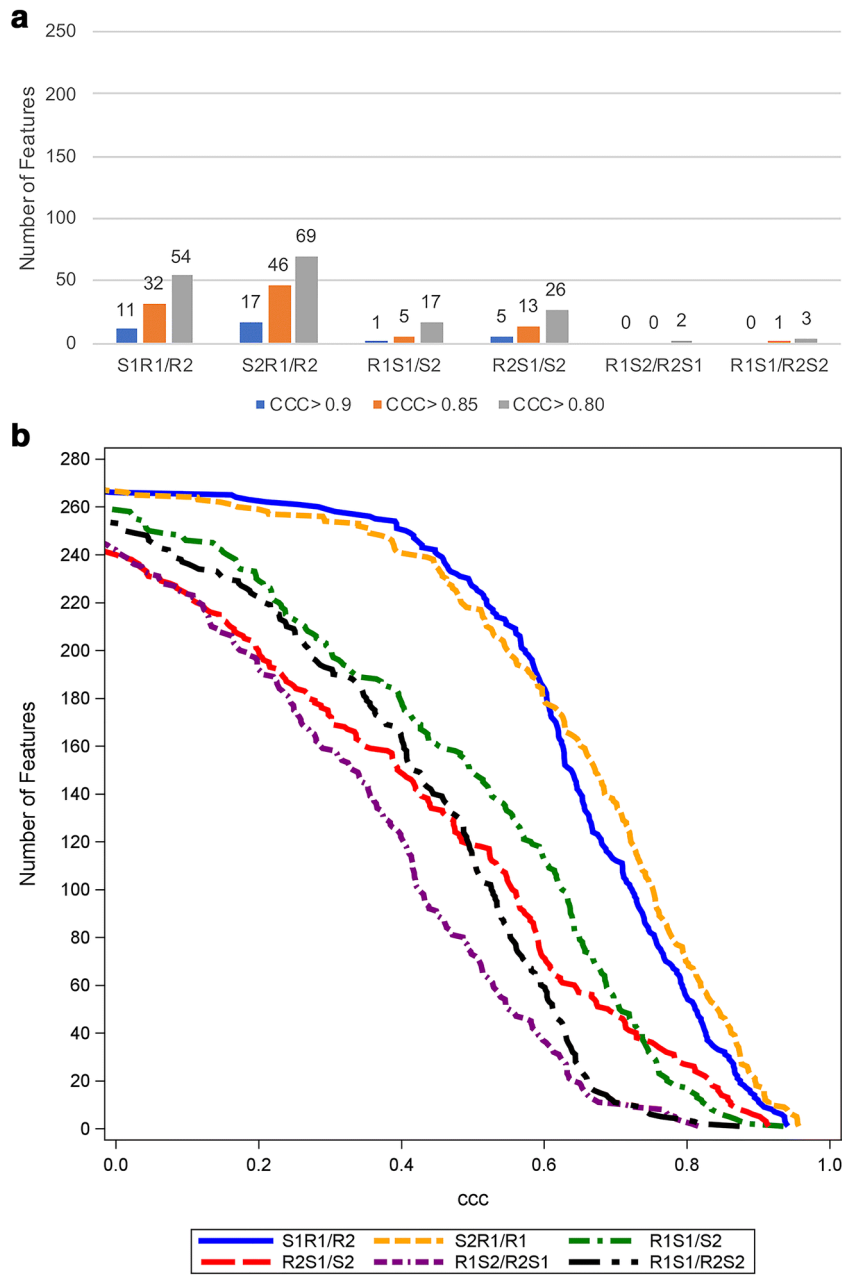 a
Number of Features
250
200
150
100
50
0
11 32 54
17 46 69
1 5 17
5 13 26
0 0 2
0 1 3
S1R1/R2 S2R1/R2 R1S1/S2 R2S1/S2 R1S2/R2S1 R1S1/R2S2
CCC> 0.9 CCC> 0.85 CCC> 0.80
b
Number of Features
280
260
240
220
200
180
160
140
120
100
80
60
40
20
0
0.0 0.2 0.4 0.6 0.8 1.0
ccc
S1R1/R2 S2R1/R1 R1S1/S2
R2S1/S2 R1S2/R2S1 R1S1/R2S2